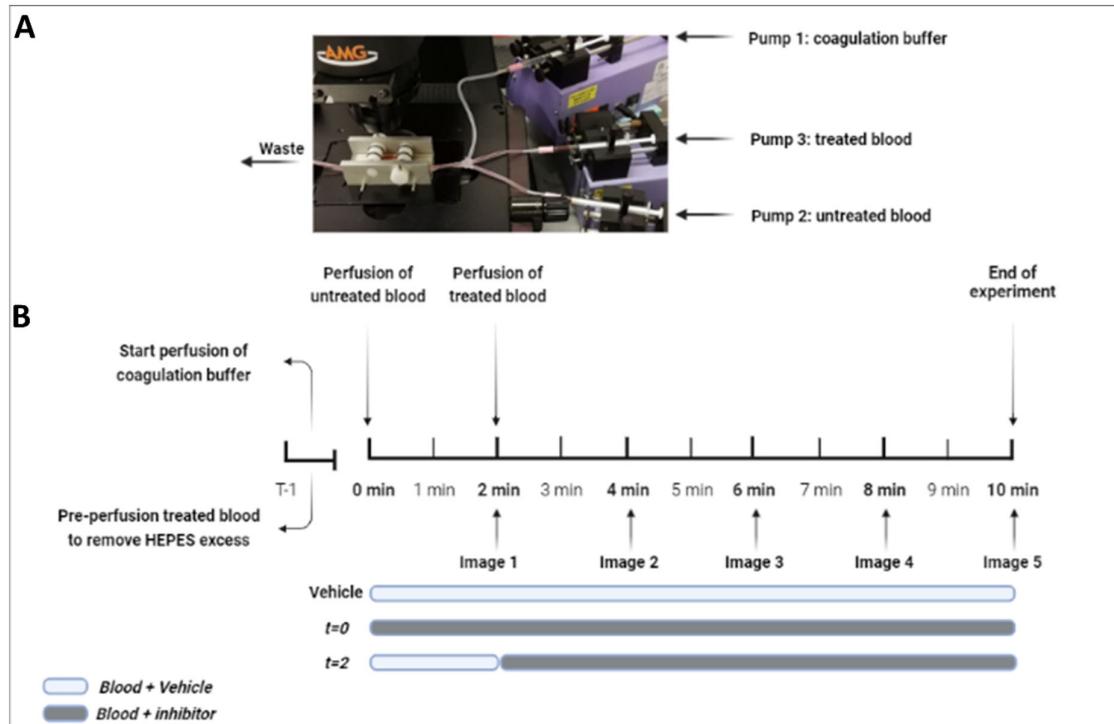 A
AMG
Pump 1: coagulation buffer
Pump 3: treated blood
Waste
Pump 2: untreated blood
Perfusion of
untreated blood
Perfusion of
treated blood
End of
experiment
B
Start perfusion of
coagulation buffer
T-1
0 min
1 min
2 min
3 min
4 min
5 min
6 min
7 min
8 min
9 min
10 min
Pre-perfusion treated blood
to remove HEPES excess
Image 1
Image 2
Image 3
Image 4
Image 5
Vehicle
t=0
t=2
Blood + Vehicle
Blood + inhibitor